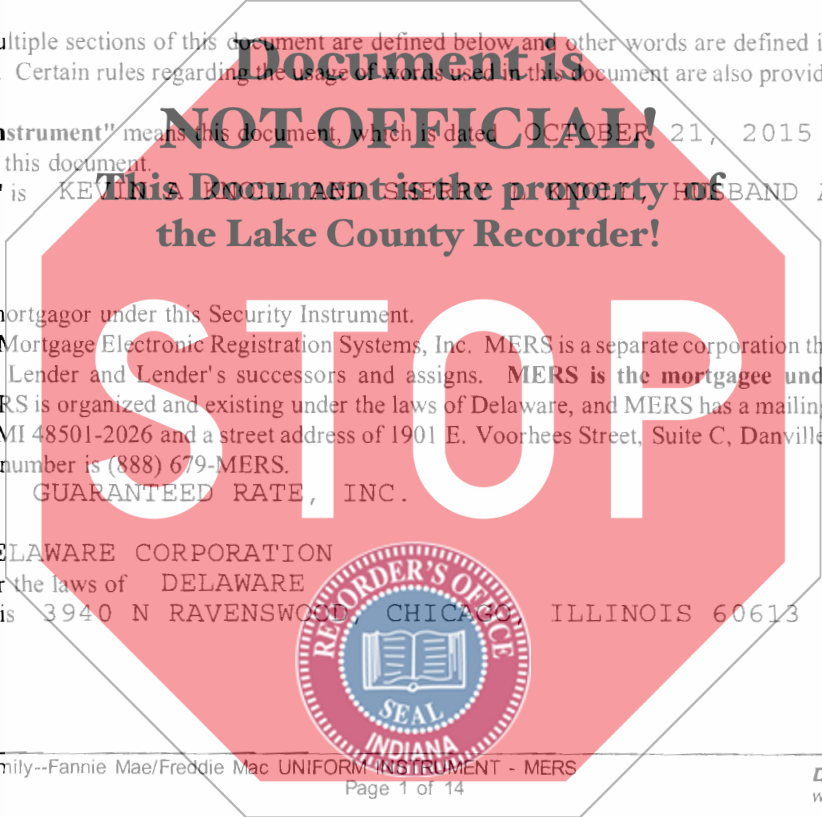 ultiple sections of this document are defined below and other words are defined i
. Certain rules regarding the usage of words used in this document are also provid
Document is
NOT OFFICIAL!
This Document is the property of
the Lake County Recorder!
nstrument" means this document, which is dated OCTOBER 21, 2015
this document.
" is KEVIN A KNOLL AND SHERRY L KNOLL, HUSBAND A
ortgagor under this Security Instrument.
Mortgage Electronic Registration Systems, Inc. MERS is a separate corporation th
Lender and Lender's successors and assigns. MERS is the mortgagee und
RS is organized and existing under the laws of Delaware, and MERS has a mailing
MI 48501-2026 and a street address of 1901 E. Voorhees Street, Suite C, Danville
number is (888) 679-MERS.
STOP
GUARANTEED RATE, INC.
ELAWARE CORPORATION
r the laws of DELAWARE
is 3940 N RAVENSWOOD, CHICAGO, ILLINOIS 60613
RECORDER'S OFFICE
SEAL
INDIANA
mily--Fannie Mae/Freddie Mac UNIFORM INSTRUMENT - MERS
Page 1 of 14
D
w